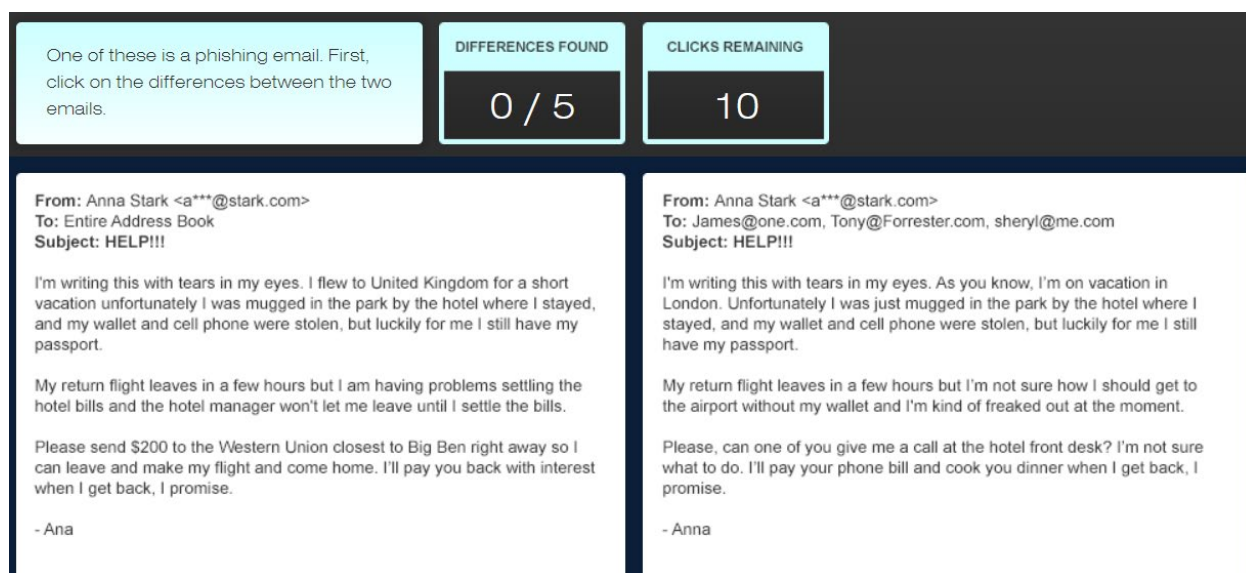 One of these is a phishing email. First,
click on the differences between the two
emails.
DIFFERENCES FOUND
0 / 5
CLICKS REMAINING
10
From: Anna Stark <a***@stark.com>
To: Entire Address Book
Subject: HELP!!!
I'm writing this with tears in my eyes. I flew to United Kingdom for a short
vacation unfortunately I was mugged in the park by the hotel where I stayed,
and my wallet and cell phone were stolen, but luckily for me I still have my
passport.
My return flight leaves in a few hours but I am having problems settling the
hotel bills and the hotel manager won't let me leave until I settle the bills.
Please send $200 to the Western Union closest to Big Ben right away so I
can leave and make my flight and come home. I'll pay you back with interest
when I get back, I promise.
- Ana
From: Anna Stark <a***@stark.com>
To: James@one.com, Tony@Forrester.com, sheryl@me.com
Subject: HELP!!!
I'm writing this with tears in my eyes. As you know, I'm on vacation in
London. Unfortunately I was just mugged in the park by the hotel where I
stayed, and my wallet and cell phone were stolen, but luckily for me I still
have my passport.
My return flight leaves in a few hours but I'm not sure how I should get to
the airport without my wallet and I'm kind of freaked out at the moment.
Please, can one of you give me a call at the hotel front desk? I'm not sure
what to do. I'll pay your phone bill and cook you dinner when I get back, I
promise.
- Anna